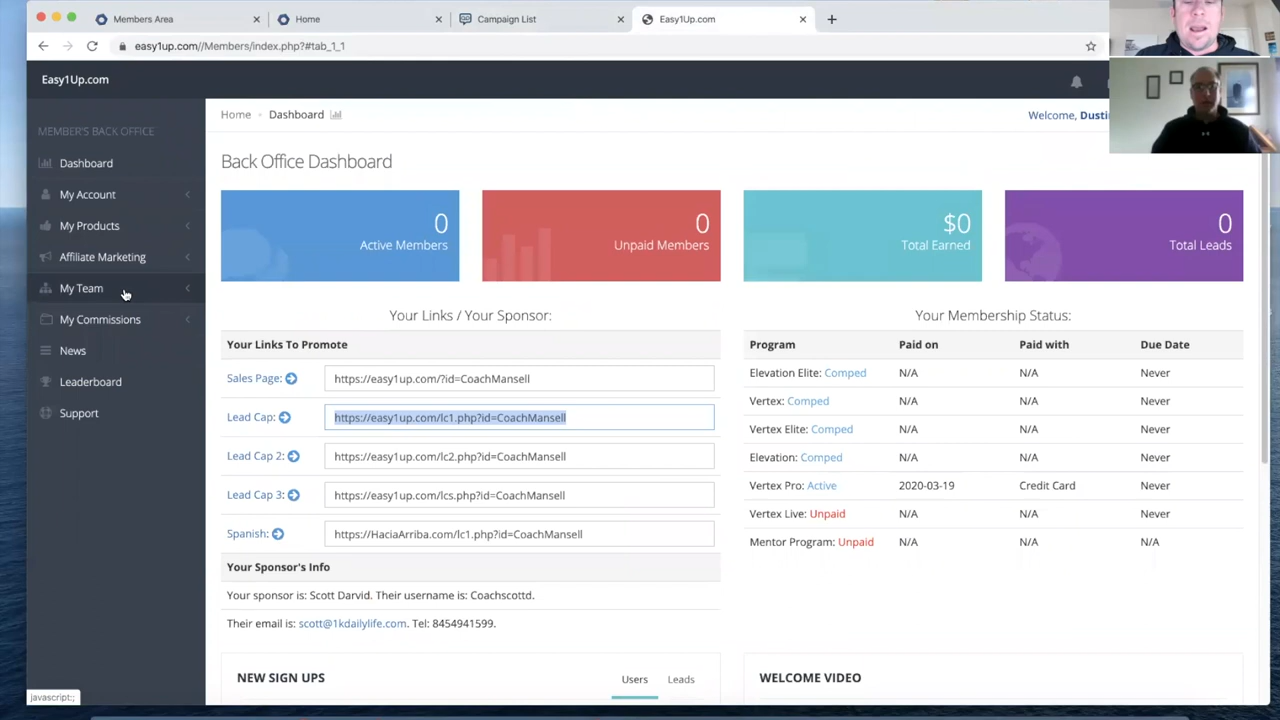 Members Area
Home
Campaign List
Easy1Up.com
easy1up.com//Members/index.php?#tab_1_1
Easy1Up.com
MEMBER'S BACK OFFICE
Dashboard
My Account
My Products
Affiliate Marketing
My Team
My Commissions
News
Leaderboard
Support
Home
Dashboard
Welcome, Dustin
Back Office Dashboard
0
Active Members
0
Unpaid Members
$0
Total Earned
0
Total Leads
Your Links / Your Sponsor:
Your Links To Promote
Sales Page: https://easy1up.com/?id=CoachMansell
Lead Cap: https://easy1up.com/lc1.php?id=CoachMansell
Lead Cap 2: https://easy1up.com/lc2.php?id=CoachMansell
Lead Cap 3: https://easy1up.com/lcs.php?id=CoachMansell
Spanish: https://HaciaArriba.com/lc1.php?id=CoachMansell
Your Sponsor's Info
Your sponsor is: Scott Darvid. Their username is: Coachscottd.
Their email is: scott@1kdailylife.com. Tel: 8454941599.
Your Membership Status:
Program Paid on Paid with Due Date
Elevation Elite: Comped N/A N/A Never
Vertex: Comped N/A N/A Never
Vertex Elite: Comped N/A N/A Never
Elevation: Comped N/A N/A Never
Vertex Pro: Active 2020-03-19 Credit Card Never
Vertex Live: Unpaid N/A N/A Never
Mentor Program: Unpaid N/A N/A N/A
NEW SIGN UPS
Users Leads
WELCOME VIDEO
javascript:;